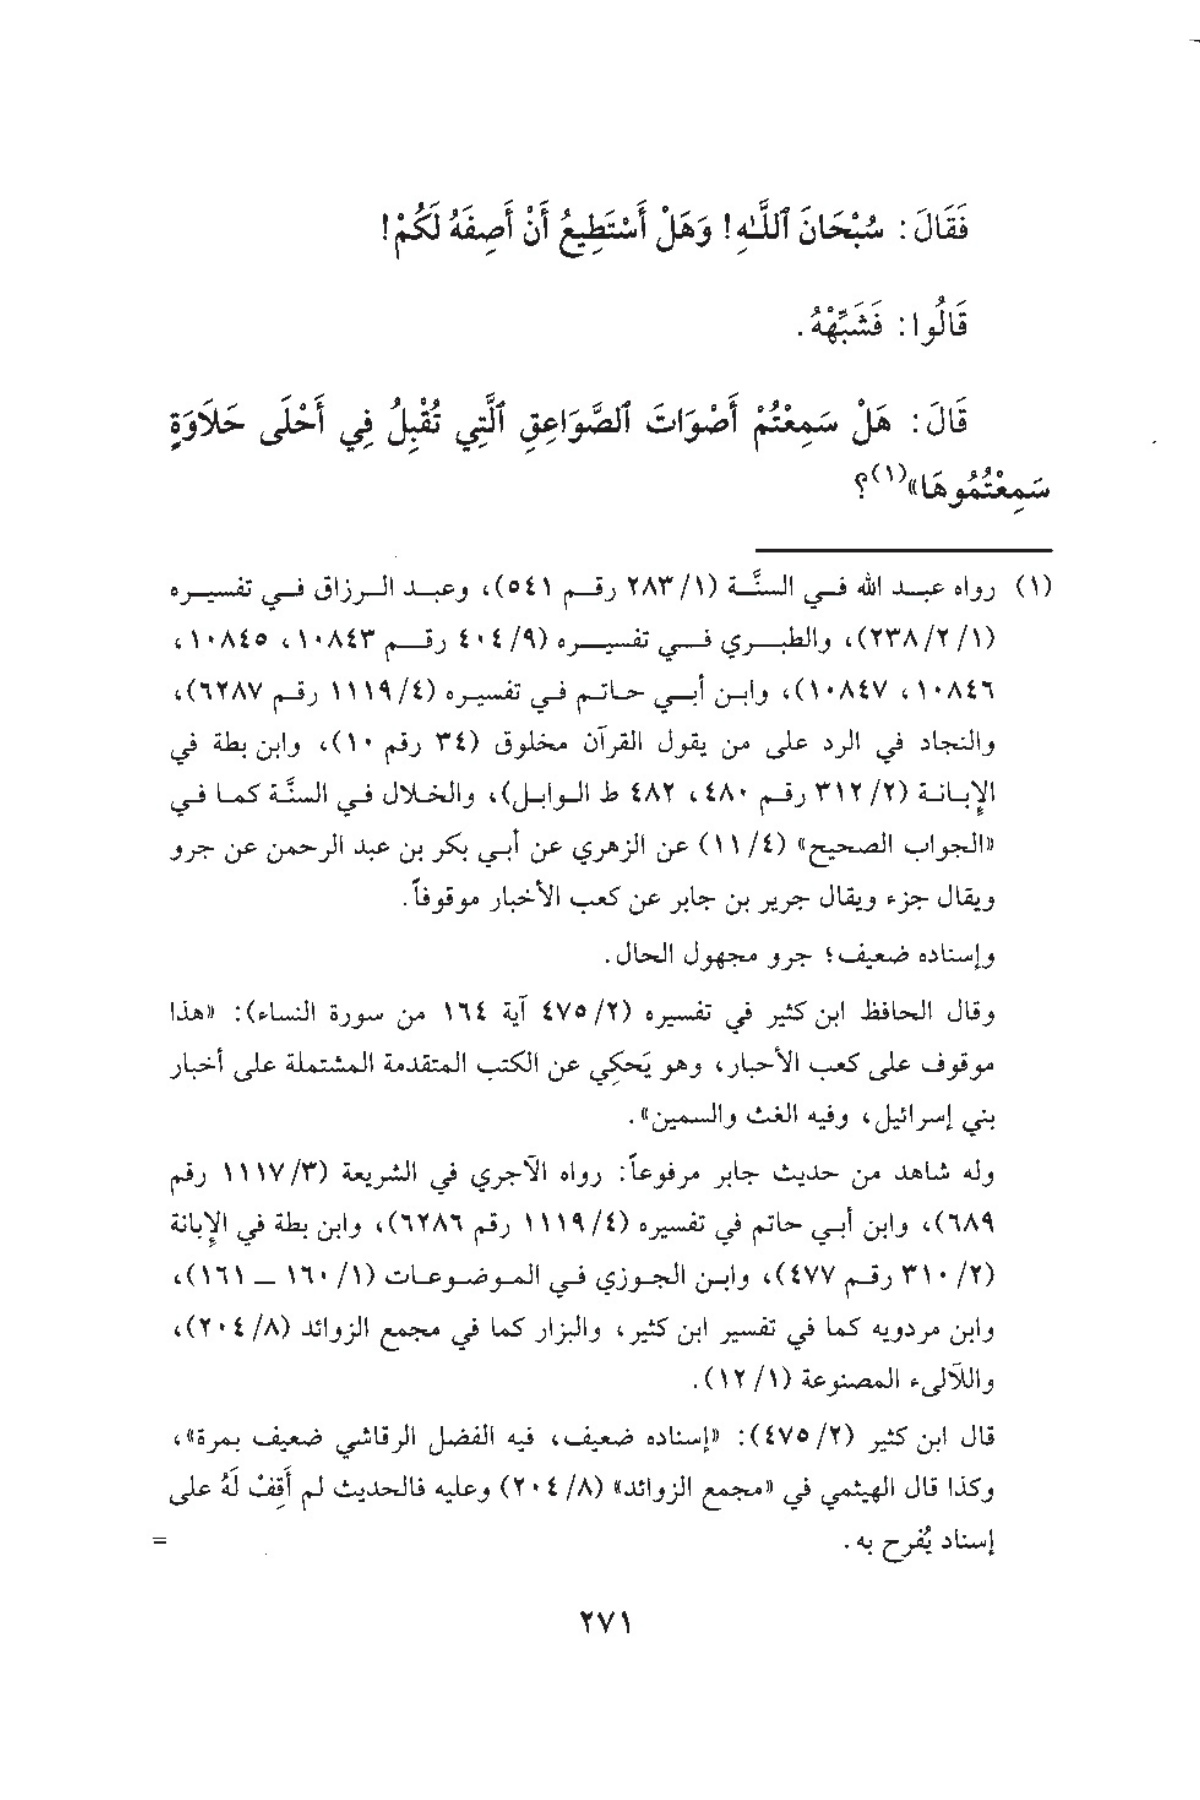 فَقَالَ: سُبْحَانَ ٱللَّـٰهِ! وَهَلْ أَسْتَطِيعُ أَنْ أَصِفَهُ لَكُمْ!
قَالُوا: فَشَبِّهْهُ.
قَالَ: هَلْ سَمِعْتُمْ أَصْوَاتَ ٱلصَّوَاعِقِ ٱلَّتِي تُقْبِلُ فِي أَحْلَى حَلَاوَةٍ
سَمِعْتُمُوهَا»(١)؟
(١) رواه عبد الله في السنَّة (١/ ٢٨٣ رقم ٥٤١)، وعبد الرزاق في تفسيره
(١/ ٢/ ٢٣٨)، والطبري في تفسيره (٩/ ٤٠٤ رقم ١٠٨٤٣، ١٠٨٤٥،
١٠٨٤٦، ١٠٨٤٧)، وابن أبي حاتم في تفسيره (٤/ ١١١٩ رقم ٦٢٨٧)،
والنجاد في الرد على من يقول القرآن مخلوق (٣٤ رقم ١٠)، وابن بطة في
الإبانة (٢/ ٣١٢ رقم ٤٨٠، ٤٨٢ ط الوابل)، والخلال في السنَّة كما في
«الجواب الصحيح» (٤/ ١١) عن الزهري عن أبي بكر بن عبد الرحمن عن جرو
ويقال جزء ويقال جرير بن جابر عن كعب الأخبار موقوفاً.
وإسناده ضعيف؛ جرو مجهول الحال.
وقال الحافظ ابن كثير في تفسيره (٢/ ٤٧٥ آية ١٦٤ من سورة النساء): «هذا
موقوف على كعب الأحبار، وهو يَحكِي عن الكتب المتقدمة المشتملة على أخبار
بني إسرائيل، وفيه الغث والسمين».
وله شاهد من حديث جابر مرفوعاً: رواه الآجري في الشريعة (٣/ ١١١٧ رقم
٦٨٩)، وابن أبي حاتم في تفسيره (٤/ ١١١٩ رقم ٦٢٨٦)، وابن بطة في الإبانة
(٢/ ٣١٠ رقم ٤٧٧)، وابن الجوزي في الموضوعات (١/ ١٦٠ ــ ١٦١)،
وابن مردويه كما في تفسير ابن كثير، والبزار كما في مجمع الزوائد (٨/ ٢٠٤)،
واللآلىء المصنوعة (١/ ١٢).
قال ابن كثير (٢/ ٤٧٥): «إسناده ضعيف، فيه الفضل الرقاشي ضعيف بمرة»،
وكذا قال الهيثمي في «مجمع الزوائد» (٨/ ٢٠٤) وعليه فالحديث لم أَقِفْ لَهُ على
إسناد يُفرح به. =
٢٧١